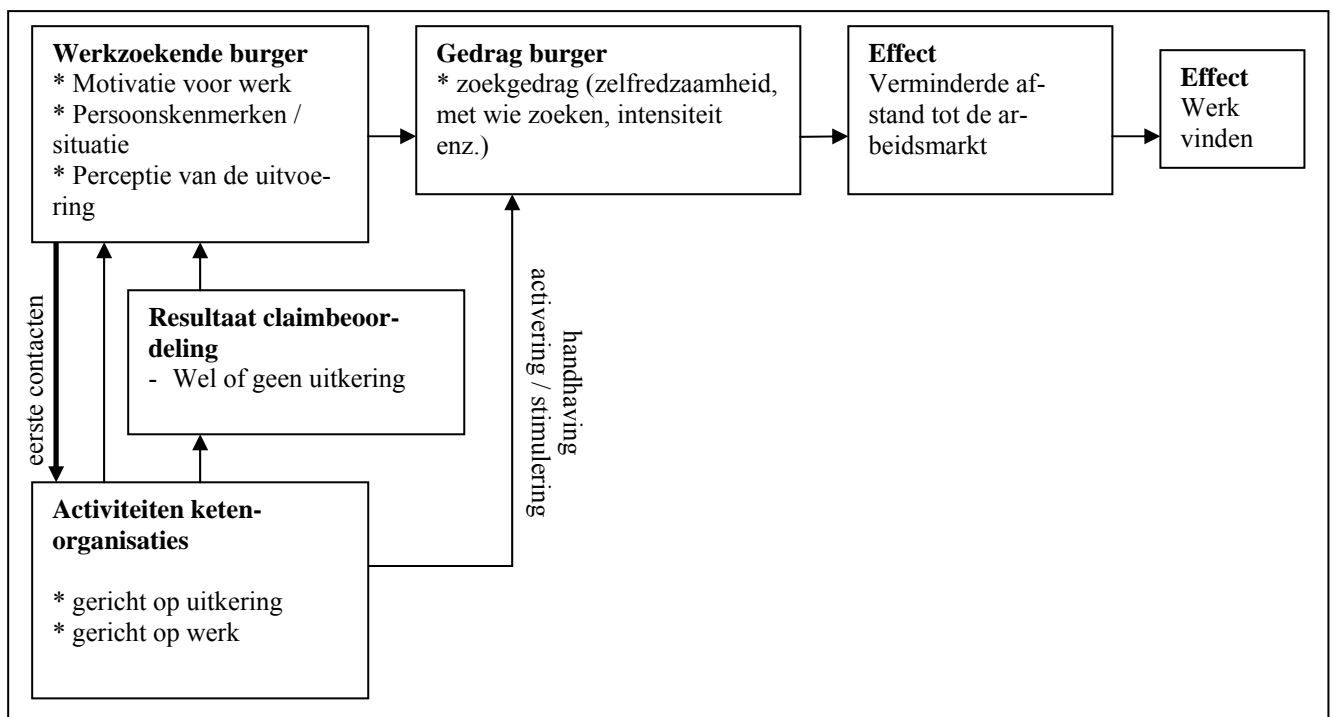 Werkzoekende burger
* Motivatie voor werk
* Persoonskenmerken /
situatie
* Perceptie van de uitvoe-
ring
Gedrag burger
* zoekgedrag (zelfredzaamheid,
met wie zoeken, intensiteit
enz.)
Effect
Verminderde af-
stand tot de ar-
beidsmarkt
Effect
Werk
vinden
eerste contacten
Resultaat claimbeoor-
deling
- Wel of geen uitkering
handhaving
activering / stimulering
Activiteiten keten-
organisaties
* gericht op uitkering
* gericht op werk